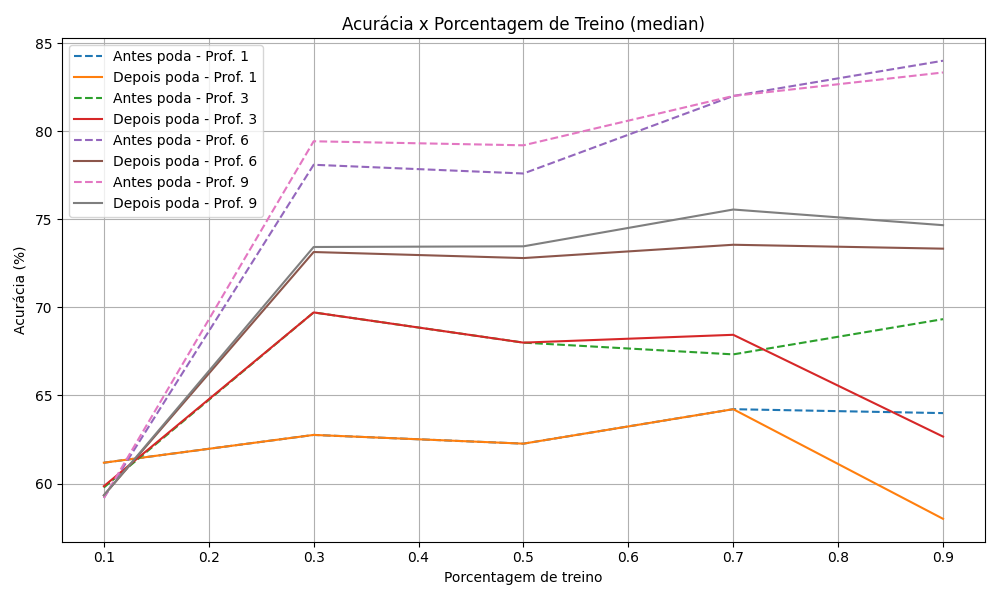 Acurácia x Porcentagem de Treino (median)
85
80
75
70
65
60
Acurácia (%)
Antes poda - Prof. 1
Depois poda - Prof. 1
Antes poda - Prof. 3
Depois poda - Prof. 3
Antes poda - Prof. 6
Depois poda - Prof. 6
Antes poda - Prof. 9
Depois poda - Prof. 9
0.1 0.2 0.3 0.4 0.5 0.6 0.7 0.8 0.9
Porcentagem de treino